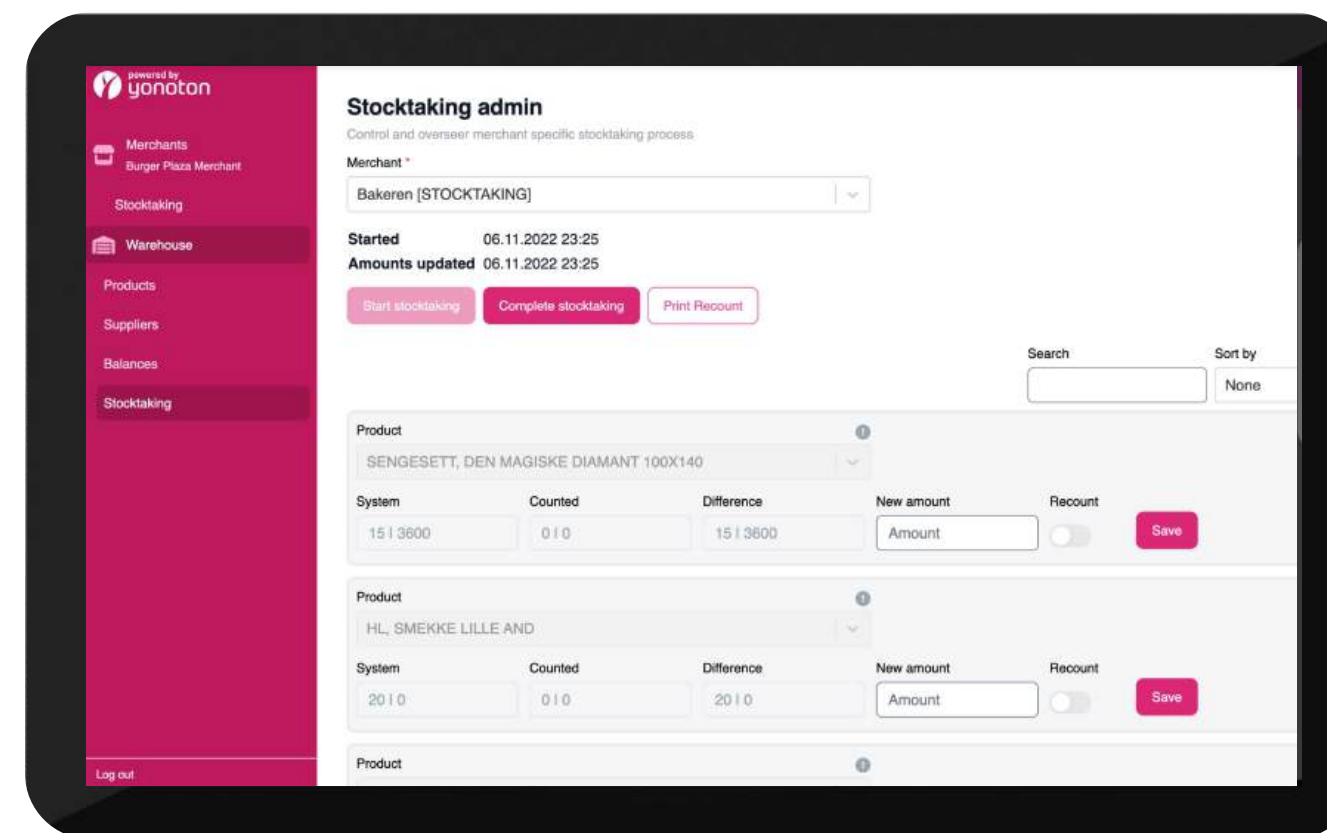 powered by
yonoton
Merchants
Burger Plaza Merchant
Stocktaking
Warehouse
Products
Suppliers
Balances
Stocktaking
Log out
Stocktaking admin
Control and overseer merchant specific stocktaking process
Merchant *
Bakeren [STOCKTAKING]
Started 06.11.2022 23:25
Amounts updated 06.11.2022 23:25
Start stocktaking Complete stocktaking Print Recount
Search Sort by
None
Product
SENGESETT, DEN MAGISKE DIAMANT 100X140
System Counted Difference New amount Recount
15 | 3600 0 | 0 15 | 3600 Amount Save
Product
HL, SMEKKE LILLE AND
System Counted Difference New amount Recount
20 | 0 0 | 0 20 | 0 Amount Save
Product